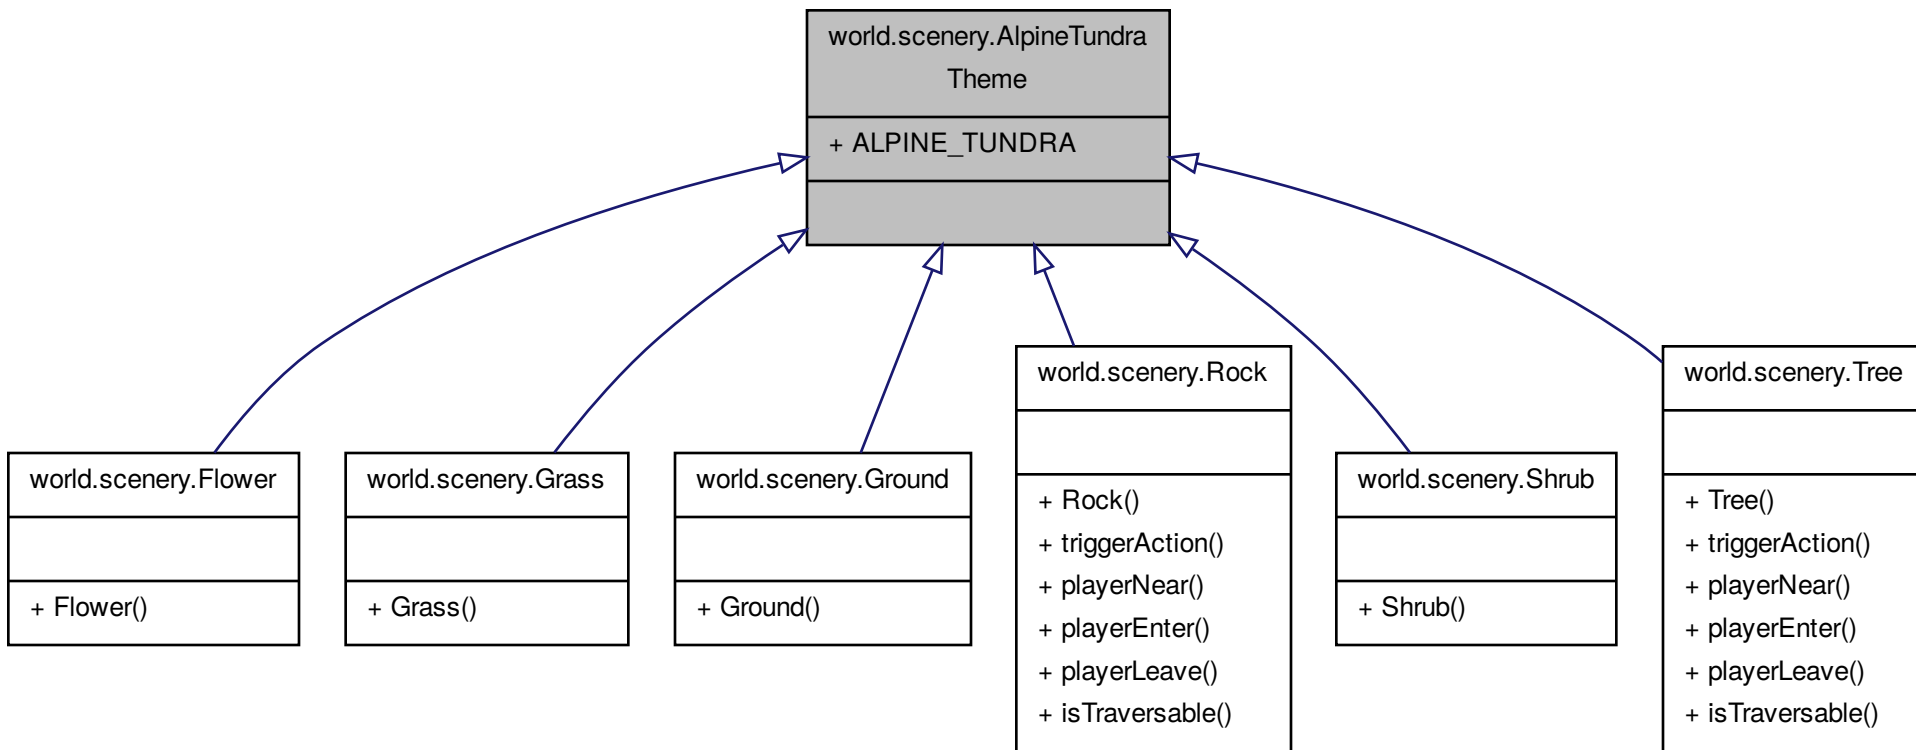 world.scenery.AlpineTundra
Theme
+ ALPINE_TUNDRA
world.scenery.Flower
+ Flower()
world.scenery.Grass
+ Grass()
world.scenery.Ground
+ Ground()
world.scenery.Rock
+ Rock()
+ triggerAction()
+ playerNear()
+ playerEnter()
+ playerLeave()
+ isTraversable()
world.scenery.Shrub
+ Shrub()
world.scenery.Tree
+ Tree()
+ triggerAction()
+ playerNear()
+ playerEnter()
+ playerLeave()
+ isTraversable()